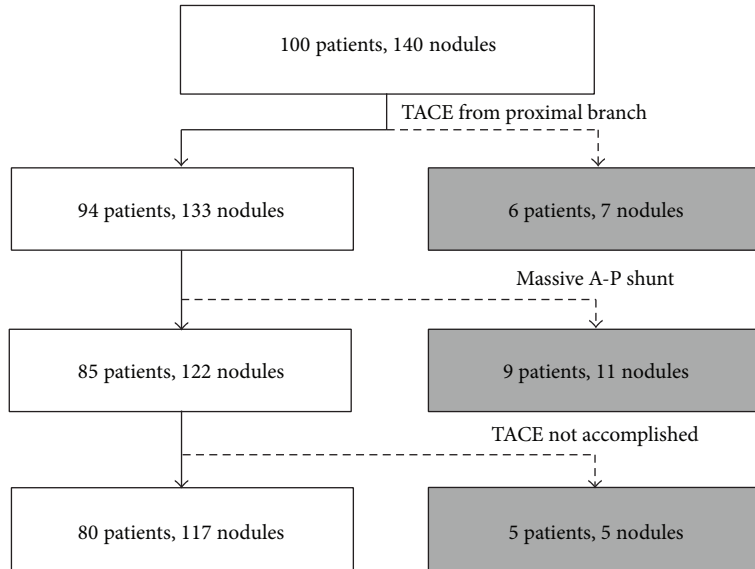 100 patients, 140 nodules
TACE from proximal branch
94 patients, 133 nodules
6 patients, 7 nodules
Massive A-P shunt
85 patients, 122 nodules
9 patients, 11 nodules
TACE not accomplished
80 patients, 117 nodules
5 patients, 5 nodules